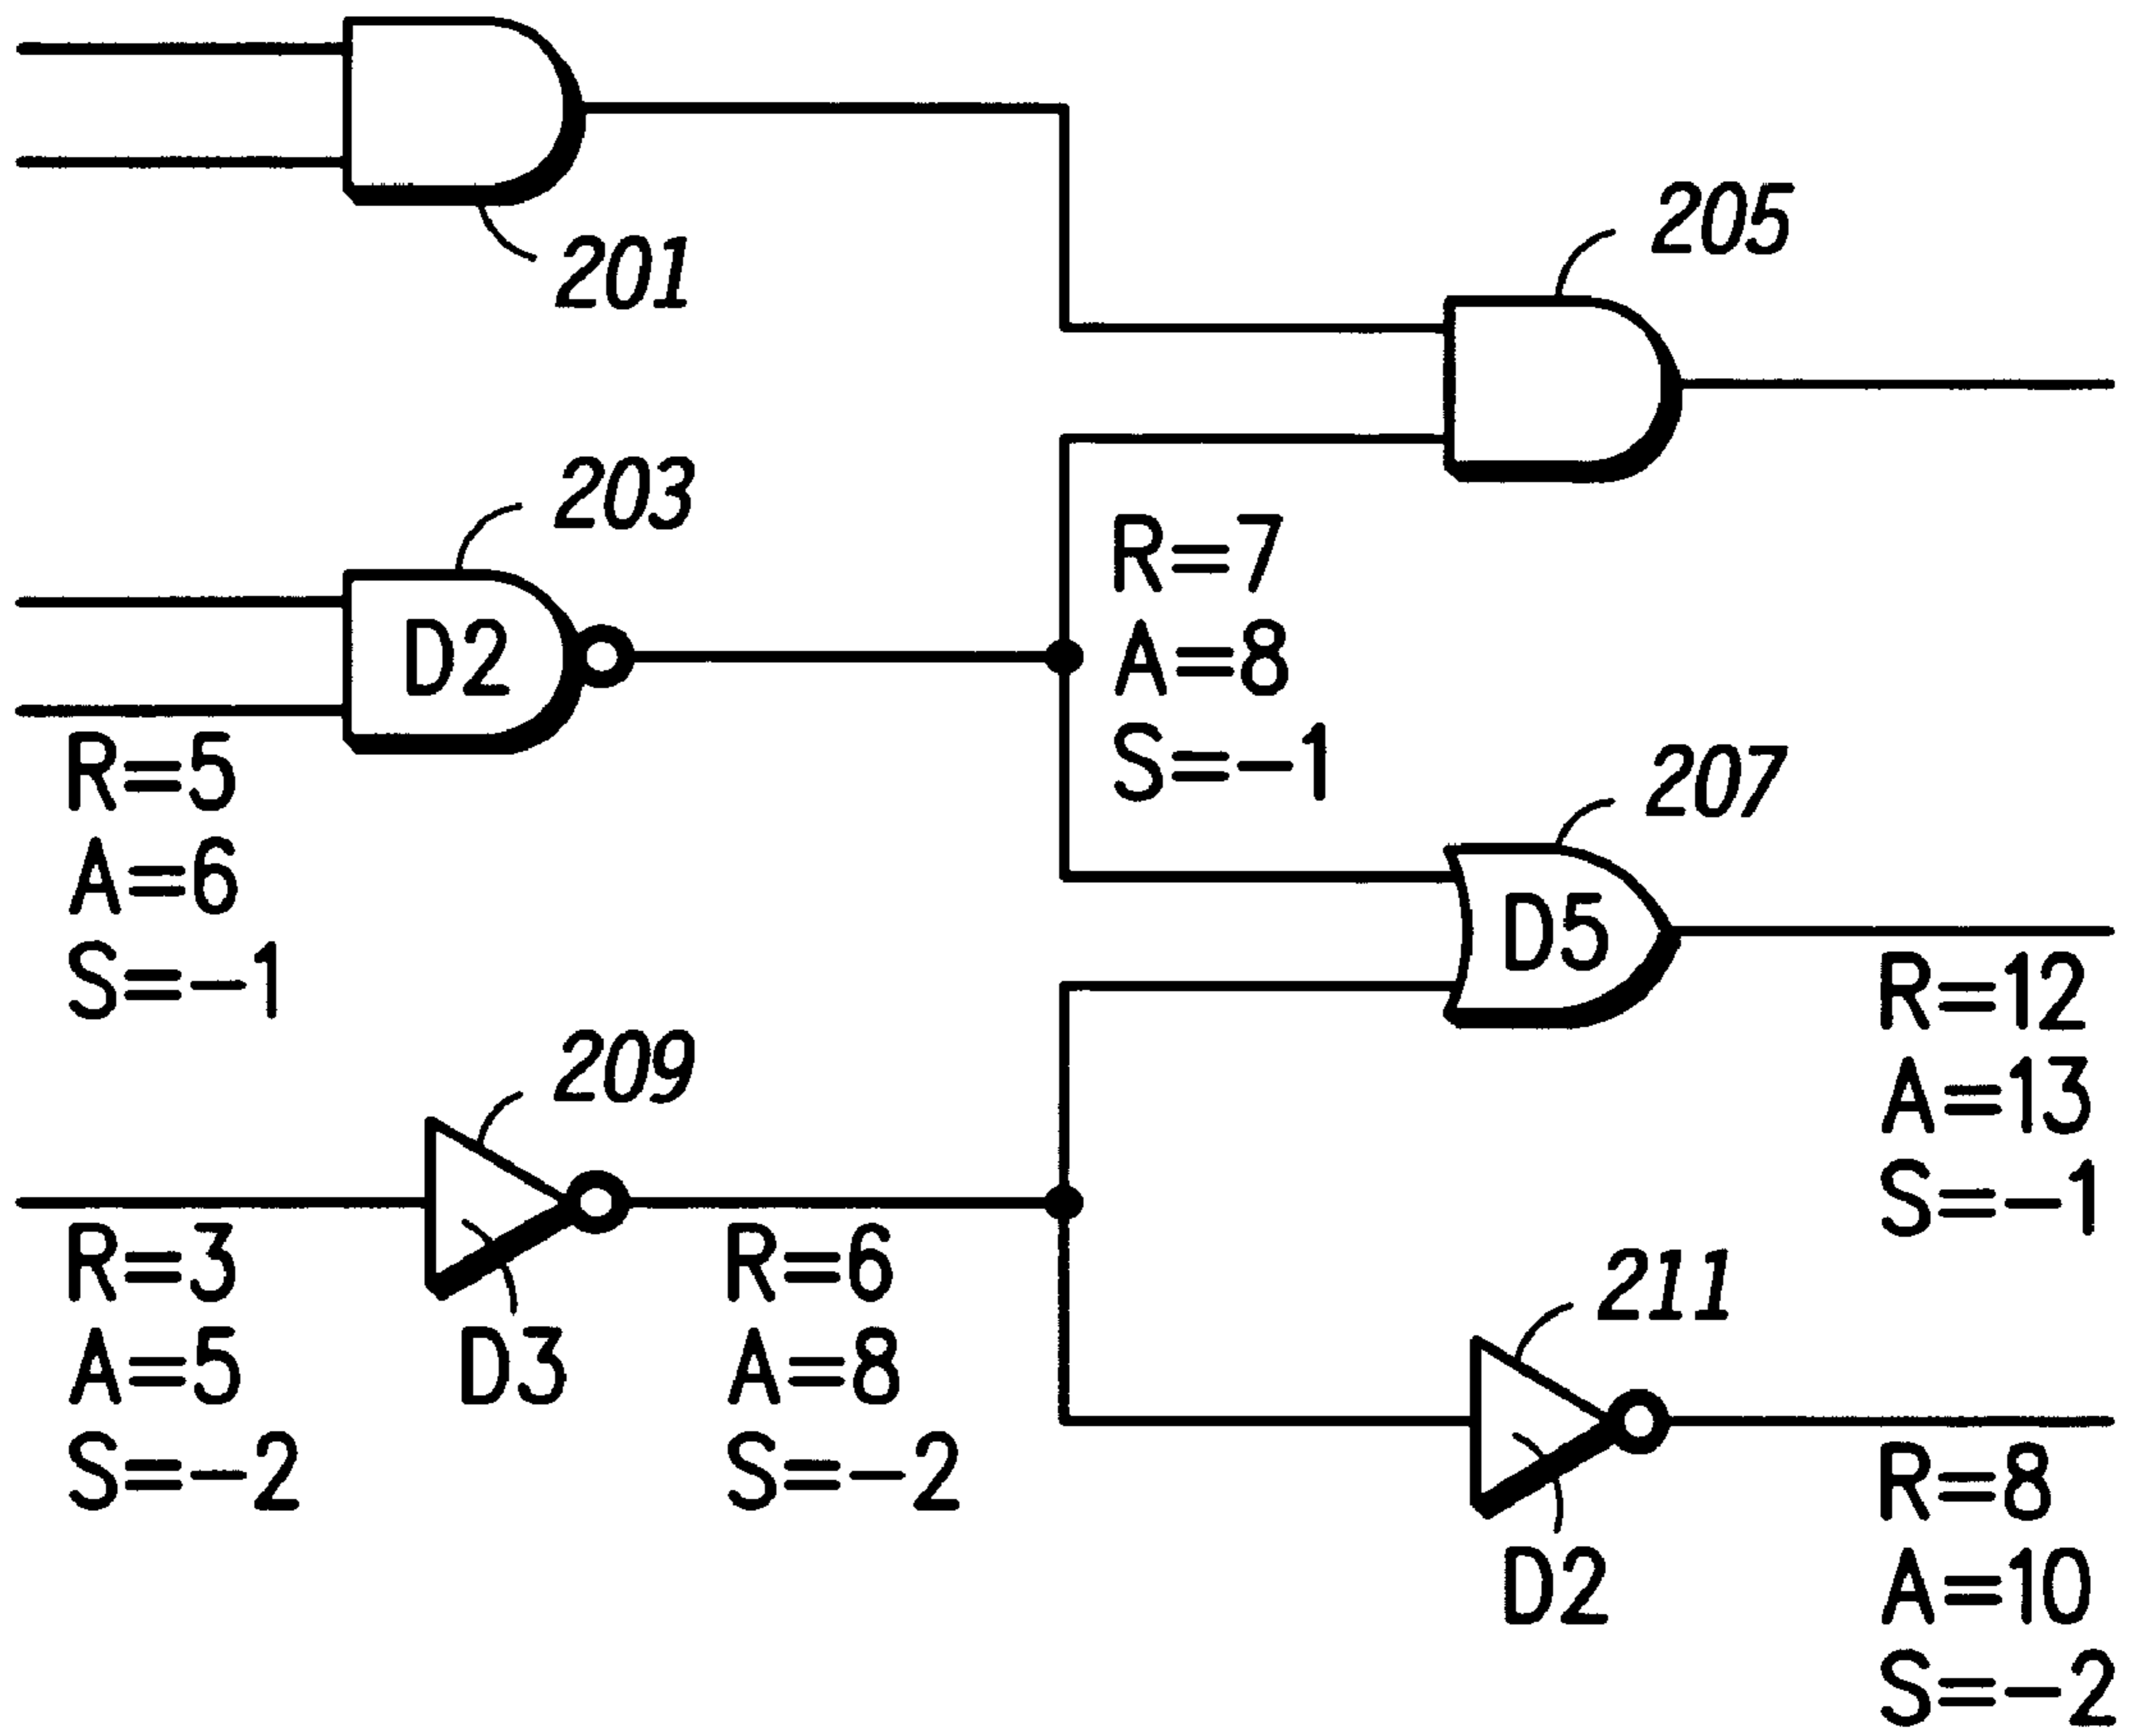 201
205
203
D2
R=7
A=8
S=-1
R=5
A=6
S=-1
207
D5
R=12
A=13
S=-1
209
D3
R=3
A=5
S=-2
R=6
A=8
S=-2
211
D2
R=8
A=10
S=-2